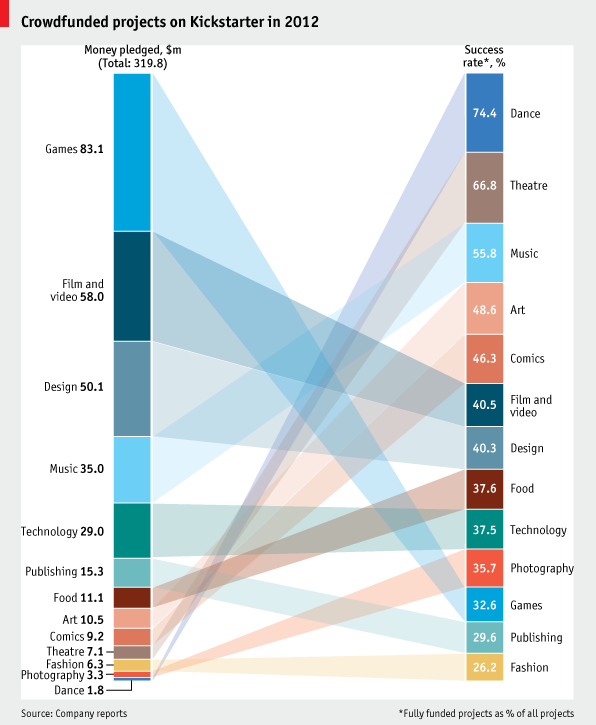 Crowdfunded projects on Kickstarter in 2012
Money pledged, $m
(Total: 319.8)
Games 83.1
Film and
video 58.0
Design 50.1
Music 35.0
Technology 29.0
Publishing 15.3
Food 11.1
Art 10.5
Comics 9.2
Theatre 7.1
Fashion 6.3
Photography 3.3
Dance 1.8
Success
rate*, %
74.4 Dance
66.8 Theatre
55.8 Music
48.6 Art
46.3 Comics
40.5 Film and
video
40.3 Design
37.6 Food
37.5 Technology
35.7 Photography
32.6 Games
29.6 Publishing
26.2 Fashion
Source: Company reports
*Fully funded projects as % of all projects